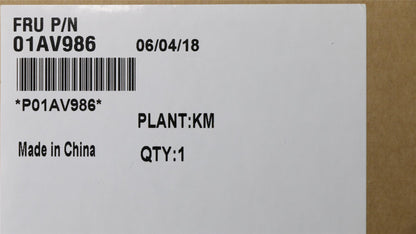 FRU P/N
01AV986 06/04/18
*P01AV986*
PLANT:KM
Made in China
QTY:1